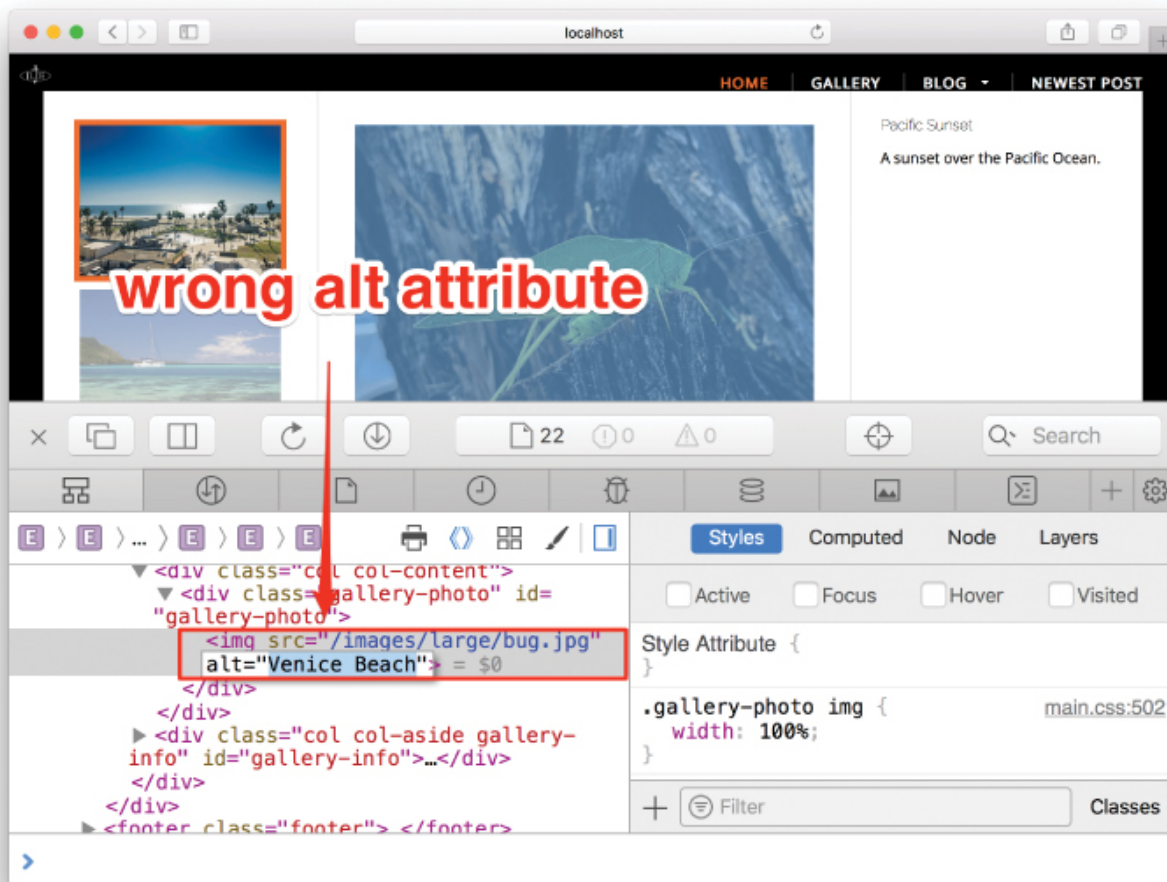 localhost
HOME
GALLERY
BLOG
NEWEST POST
Pacific Sunset
A sunset over the Pacific Ocean.
wrong alt attribute
22
0
0
Search
E
E
...
E
E
E
Styles
Computed
Node
Layers
<div class="col col-content">
<div class="gallery-photo" id=
"gallery-photo">
<img src="/images/large/bug.jpg"
alt="Venice Beach"> = $0
</div>
</div>
<div class="col col-aside gallery-
info" id="gallery-info">…</div>
</div>
</div>
<footer class="footer"> </footer>
Active
Focus
Hover
Visited
Style Attribute {
}
.gallery-photo img {
main.css:502
width: 100%;
}
Filter
Classes